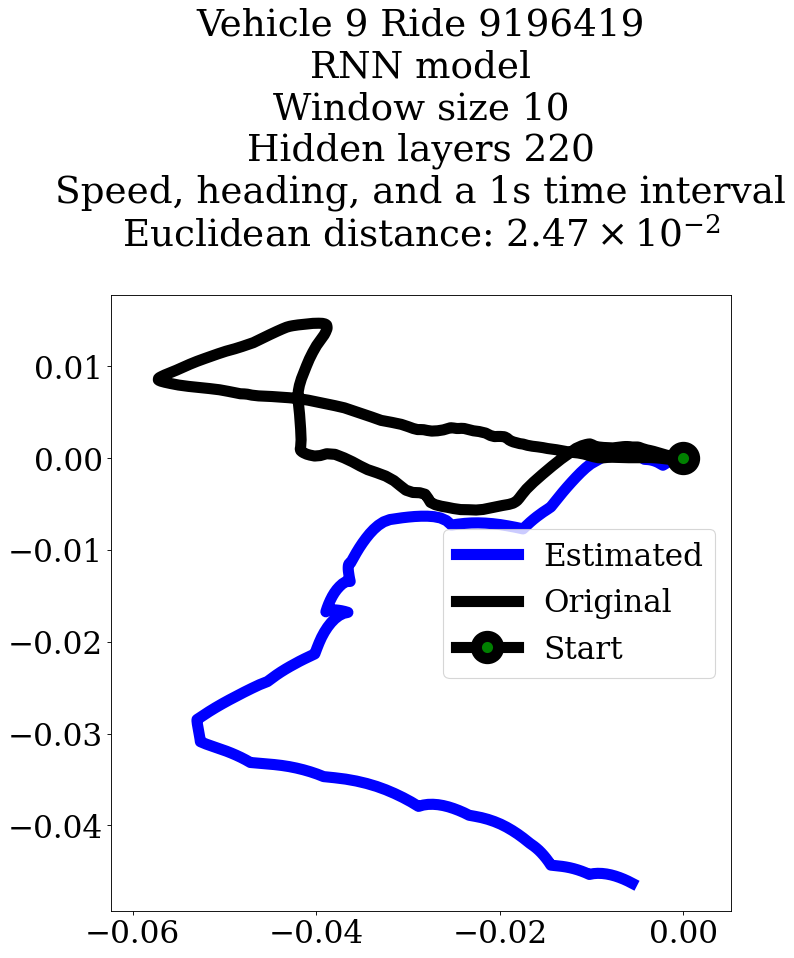 Vehicle 9 Ride 9196419
RNN model
Window size 10
Hidden layers 220
Speed, heading, and a 1s time interval
Euclidean distance: 2.47 × 10⁻²
0.01
0.00
−0.01
−0.02
−0.03
−0.04
Estimated
Original
Start
−0.06
−0.04
−0.02
0.00